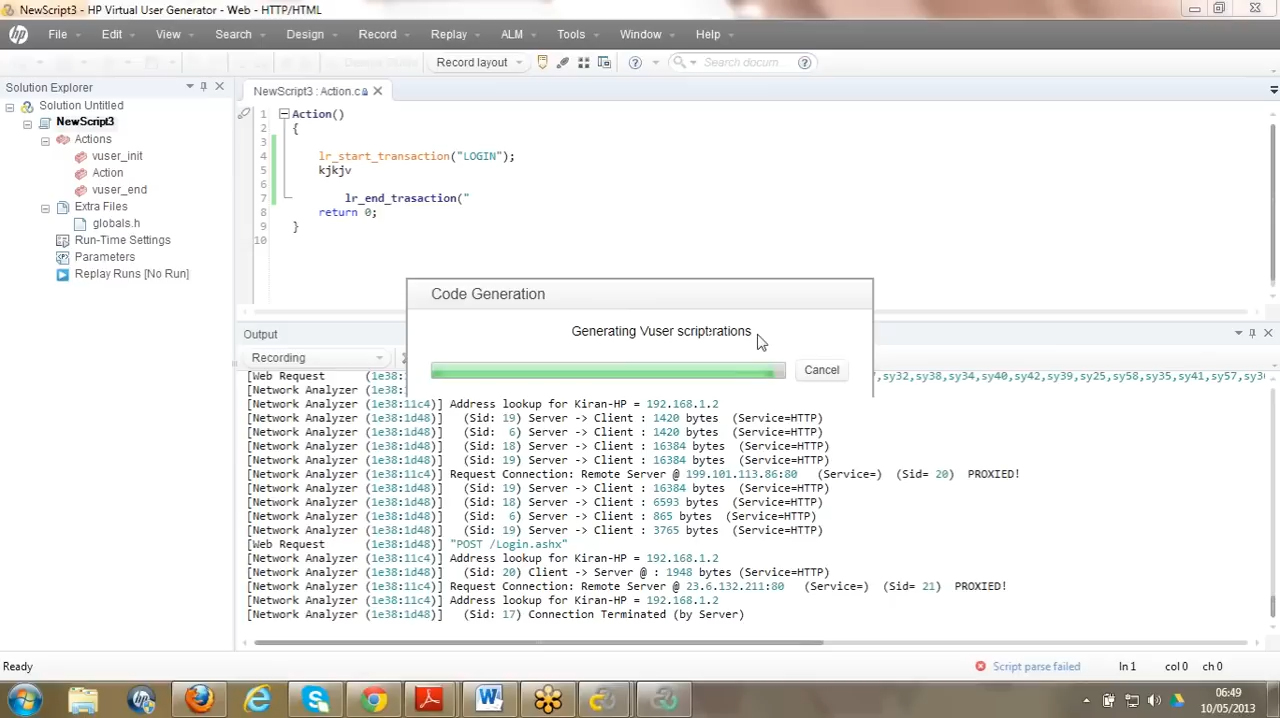 NewScript3 - HP Virtual User Generator - Web - HTTP/HTML
hp File Edit View Search Design Record Replay ALM Tools Window Help
Record layout Search docum
Solution Explorer
NewScript3 : Action.c
Solution Untitled
NewScript3
Actions
vuser_init
Action
vuser_end
Extra Files
globals.h
Run-Time Settings
Parameters
Replay Runs [No Run]
1 Action()
2 {
3
4 lr_start_transaction("LOGIN");
5 kjkjv
6
7 lr_end_trasaction("
8 return 0;
9 }
10
Code Generation
Generating Vuser script
Cancel
Output
Recording
[Web Request (1e38: ,sy32,sy38,sy34,sy40,sy42,sy39,sy25,sy58,sy35,sy41,sy57,
[Network Analyzer (1e38:
[Network Analyzer (1e38:11c4)] Address lookup for Kiran-HP = 192.168.1.2
[Network Analyzer (1e38:1d48)] (Sid: 19) Server -> Client : 1420 bytes (Service=HTTP)
[Network Analyzer (1e38:1d48)] (Sid: 6) Server -> Client : 1420 bytes (Service=HTTP)
[Network Analyzer (1e38:1d48)] (Sid: 18) Server -> Client : 16384 bytes (Service=HTTP)
[Network Analyzer (1e38:1d48)] (Sid: 19) Server -> Client : 16384 bytes (Service=HTTP)
[Network Analyzer (1e38:11c4)] Request Connection: Remote Server @ 199.101.113.86:80 (Service=) (Sid= 20) PROXIED!
[Network Analyzer (1e38:1d48)] (Sid: 19) Server -> Client : 16384 bytes (Service=HTTP)
[Network Analyzer (1e38:1d48)] (Sid: 18) Server -> Client : 6593 bytes (Service=HTTP)
[Network Analyzer (1e38:1d48)] (Sid: 6) Server -> Client : 865 bytes (Service=HTTP)
[Network Analyzer (1e38:1d48)] (Sid: 19) Server -> Client : 3765 bytes (Service=HTTP)
[Web Request (1e38:1d48)] "POST /Login.ashx"
[Network Analyzer (1e38:11c4)] Address lookup for Kiran-HP = 192.168.1.2
[Network Analyzer (1e38:1d48)] (Sid: 20) Client -> Server @ : 1948 bytes (Service=HTTP)
[Network Analyzer (1e38:11c4)] Request Connection: Remote Server @ 23.6.132.211:80 (Service=) (Sid= 21) PROXIED!
[Network Analyzer (1e38:11c4)] Address lookup for Kiran-HP = 192.168.1.2
[Network Analyzer (1e38:1d48)] (Sid: 17) Connection Terminated (by Server)
Ready Script parse failed ln 1 col 0 ch 0
06:49
10/05/2013